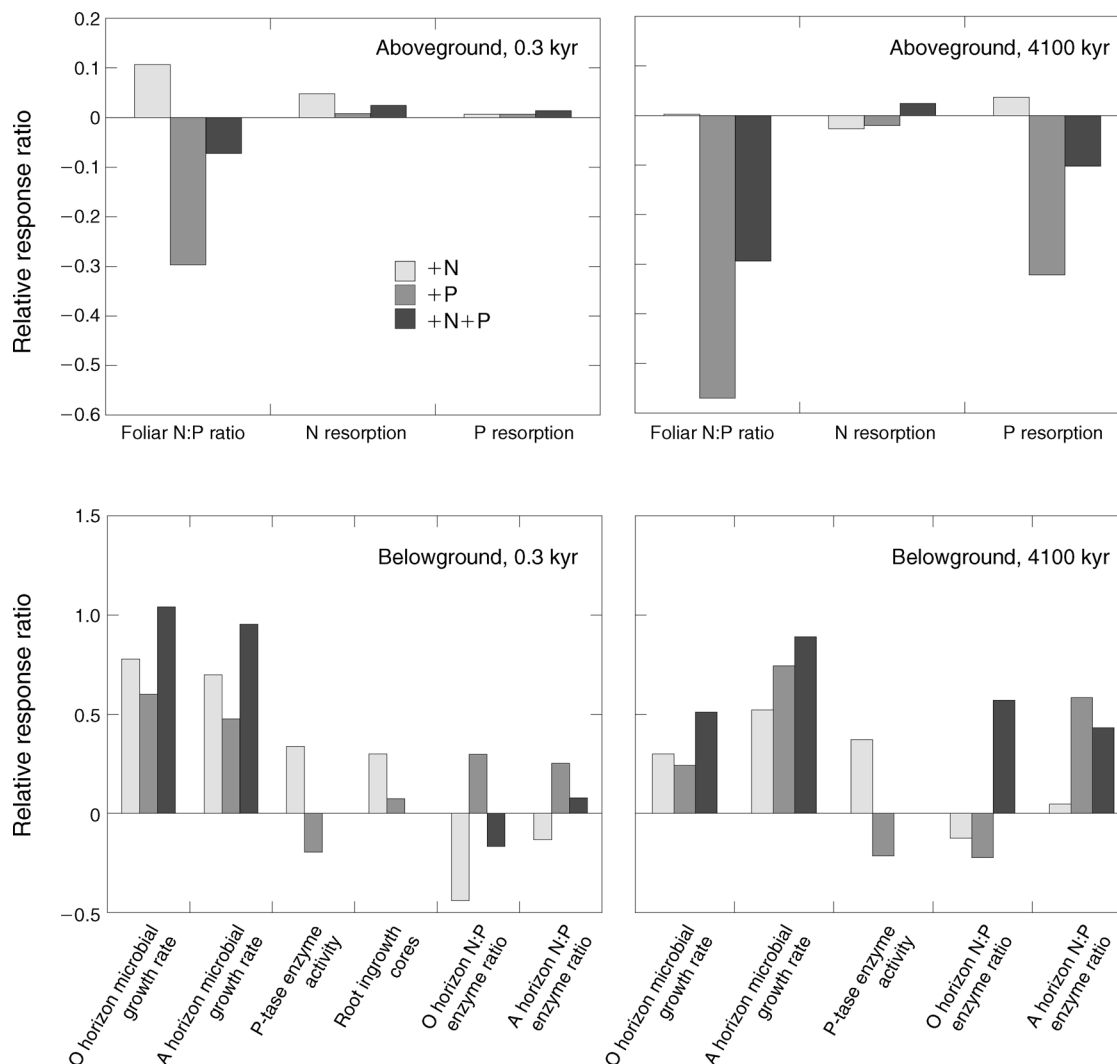 Aboveground, 0.3 kyr
Relative response ratio
0.2
0.1
0
−0.1
−0.2
−0.3
−0.4
−0.5
−0.6
+N
+P
+N+P
Foliar N:P ratio
N resorption
P resorption
Aboveground, 4100 kyr
Foliar N:P ratio
N resorption
P resorption
Belowground, 0.3 kyr
Relative response ratio
1.5
1.0
0.5
0
−0.5
O horizon microbial
growth rate
A horizon microbial
growth rate
P-tase enzyme
activity
Root ingrowth
cores
O horizon N:P
enzyme ratio
A horizon N:P
enzyme ratio
Belowground, 4100 kyr
O horizon microbial
growth rate
A horizon microbial
growth rate
P-tase enzyme
activity
O horizon N:P
enzyme ratio
A horizon N:P
enzyme ratio